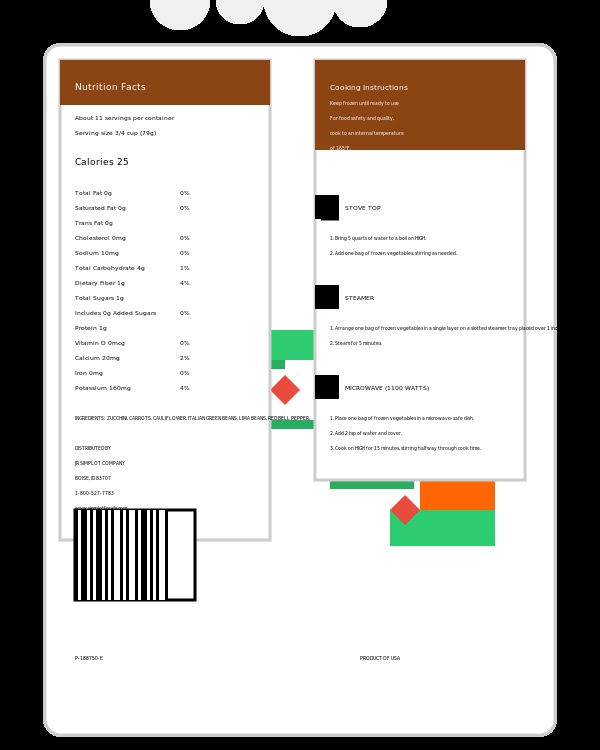 Nutrition Facts
About 11 servings per container
Serving size 3/4 cup (79g)
Calories 25
Total Fat 0g 0%
Saturated Fat 0g 0%
Trans Fat 0g
Cholesterol 0mg 0%
Sodium 10mg 0%
Total Carbohydrate 4g 1%
Dietary Fiber 1g 4%
Total Sugars 1g
Includes 0g Added Sugars 0%
Protein 1g
Vitamin D 0mcg 0%
Calcium 20mg 2%
Iron 0mg 0%
Potassium 160mg 4%
INGREDIENTS: ZUCCHINI, CARROTS, CAULIFLOWER, ITALIAN GREEN BEANS, LIMA BEANS, RED BELL PEPPER.
DISTRIBUTED BY
JR SIMPLOT COMPANY
BOISE, ID 83707
1-800-527-7783
P-188750-E
Cooking Instructions
Keep frozen until ready to use
For food safety and quality,
cook to an internal temperature
of 165°F.
STOVE TOP
1. Bring 5 quarts of water to a boil on HIGH.
2. Add one bag of frozen vegetables, stirring as needed.
STEAMER
1. Arrange one bag of frozen vegetables in a single layer on a slotted steamer tray placed over 1 inc
2. Steam for 5 minutes.
MICROWAVE (1100 WATTS)
1. Place one bag of frozen vegetables in a microwave-safe dish.
2. Add 2 tsp of water and cover.
3. Cook on HIGH for 15 minutes, stirring halfway through cook time.
PRODUCT OF USA